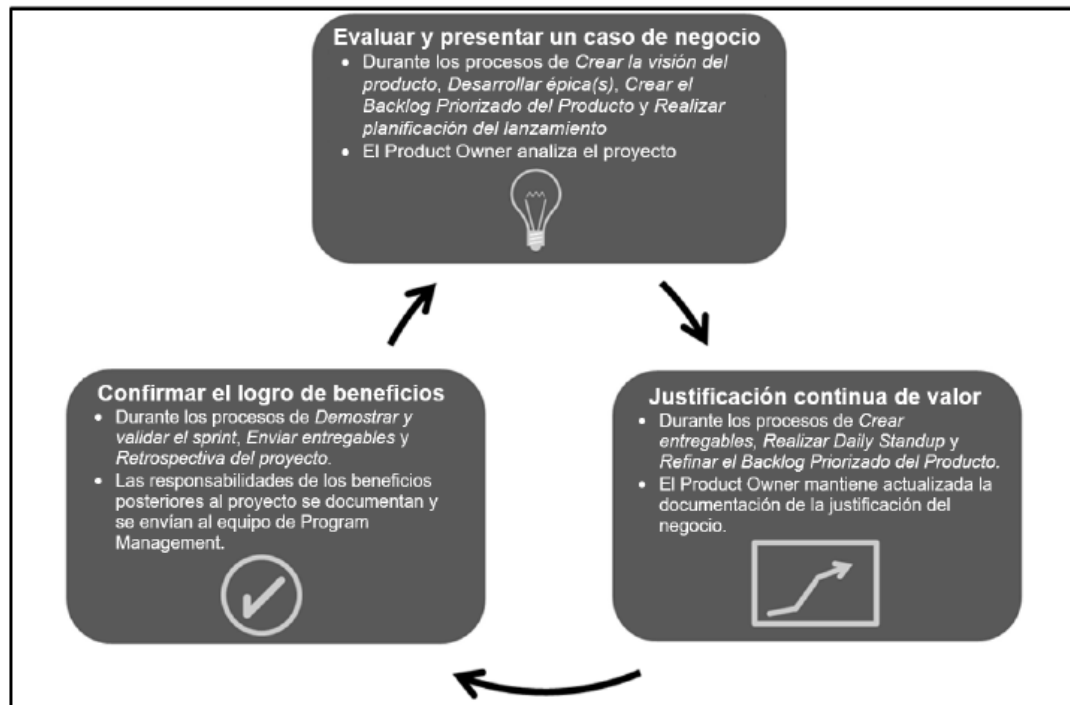 Evaluar y presentar un caso de negocio
• Durante los procesos de Crear la visión del
producto, Desarrollar épica(s), Crear el
Backlog Priorizado del Producto y Realizar
planificación del lanzamiento
• El Product Owner analiza el proyecto
Confirmar el logro de beneficios
• Durante los procesos de Demostrar y
validar el sprint, Enviar entregables y
Retrospectiva del proyecto.
• Las responsabilidades de los beneficios
posteriores al proyecto se documentan y
se envían al equipo de Program
Management.
Justificación continua de valor
• Durante los procesos de Crear
entregables, Realizar Daily Standup y
Refinar el Backlog Priorizado del Producto.
• El Product Owner mantiene actualizada la
documentación de la justificación del
negocio.